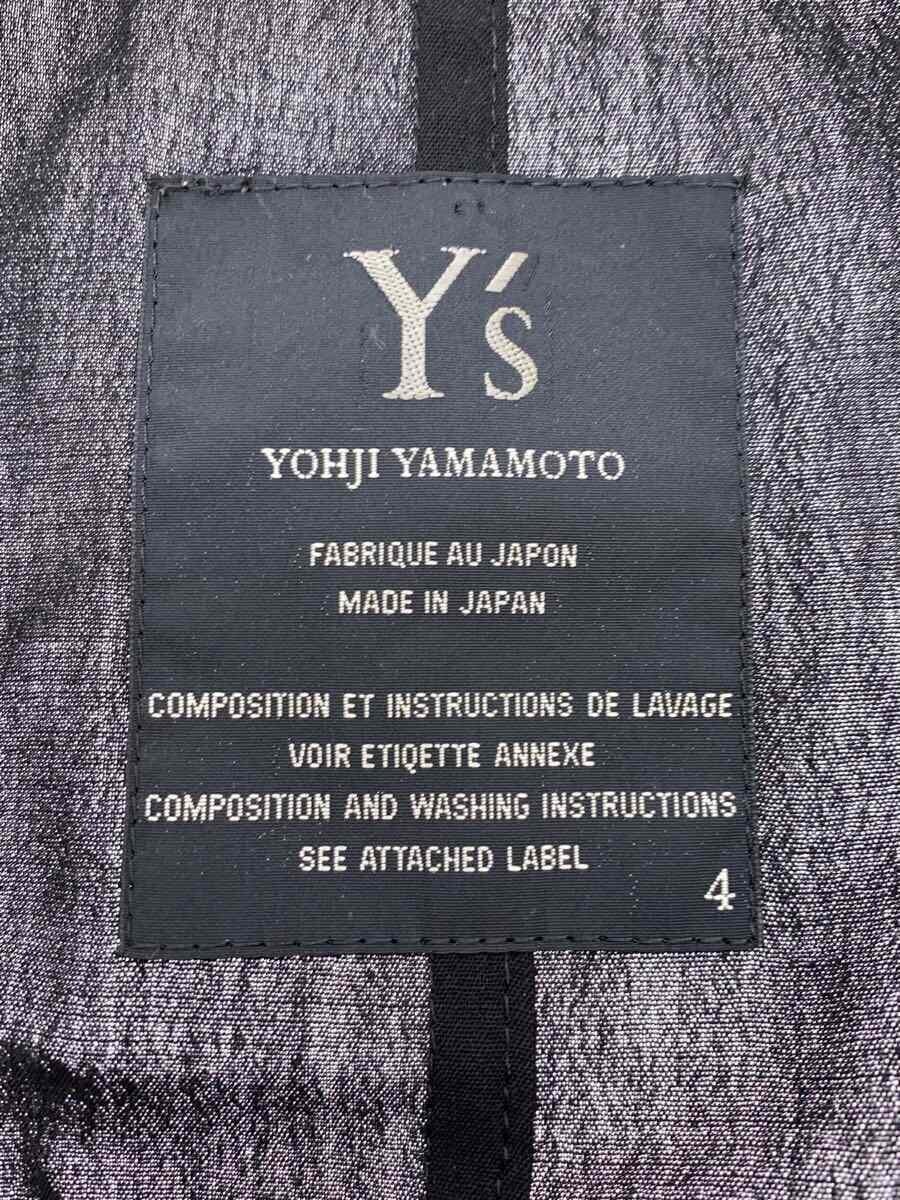 Y's
YOHJI YAMAMOTO
FABRIQUE AU JAPON
MADE IN JAPAN
COMPOSITION ET INSTRUCTIONS DE LAVAGE
VOIR ETIQETTE ANNEXE
COMPOSITION AND WASHING INSTRUCTIONS
SEE ATTACHED LABEL
4